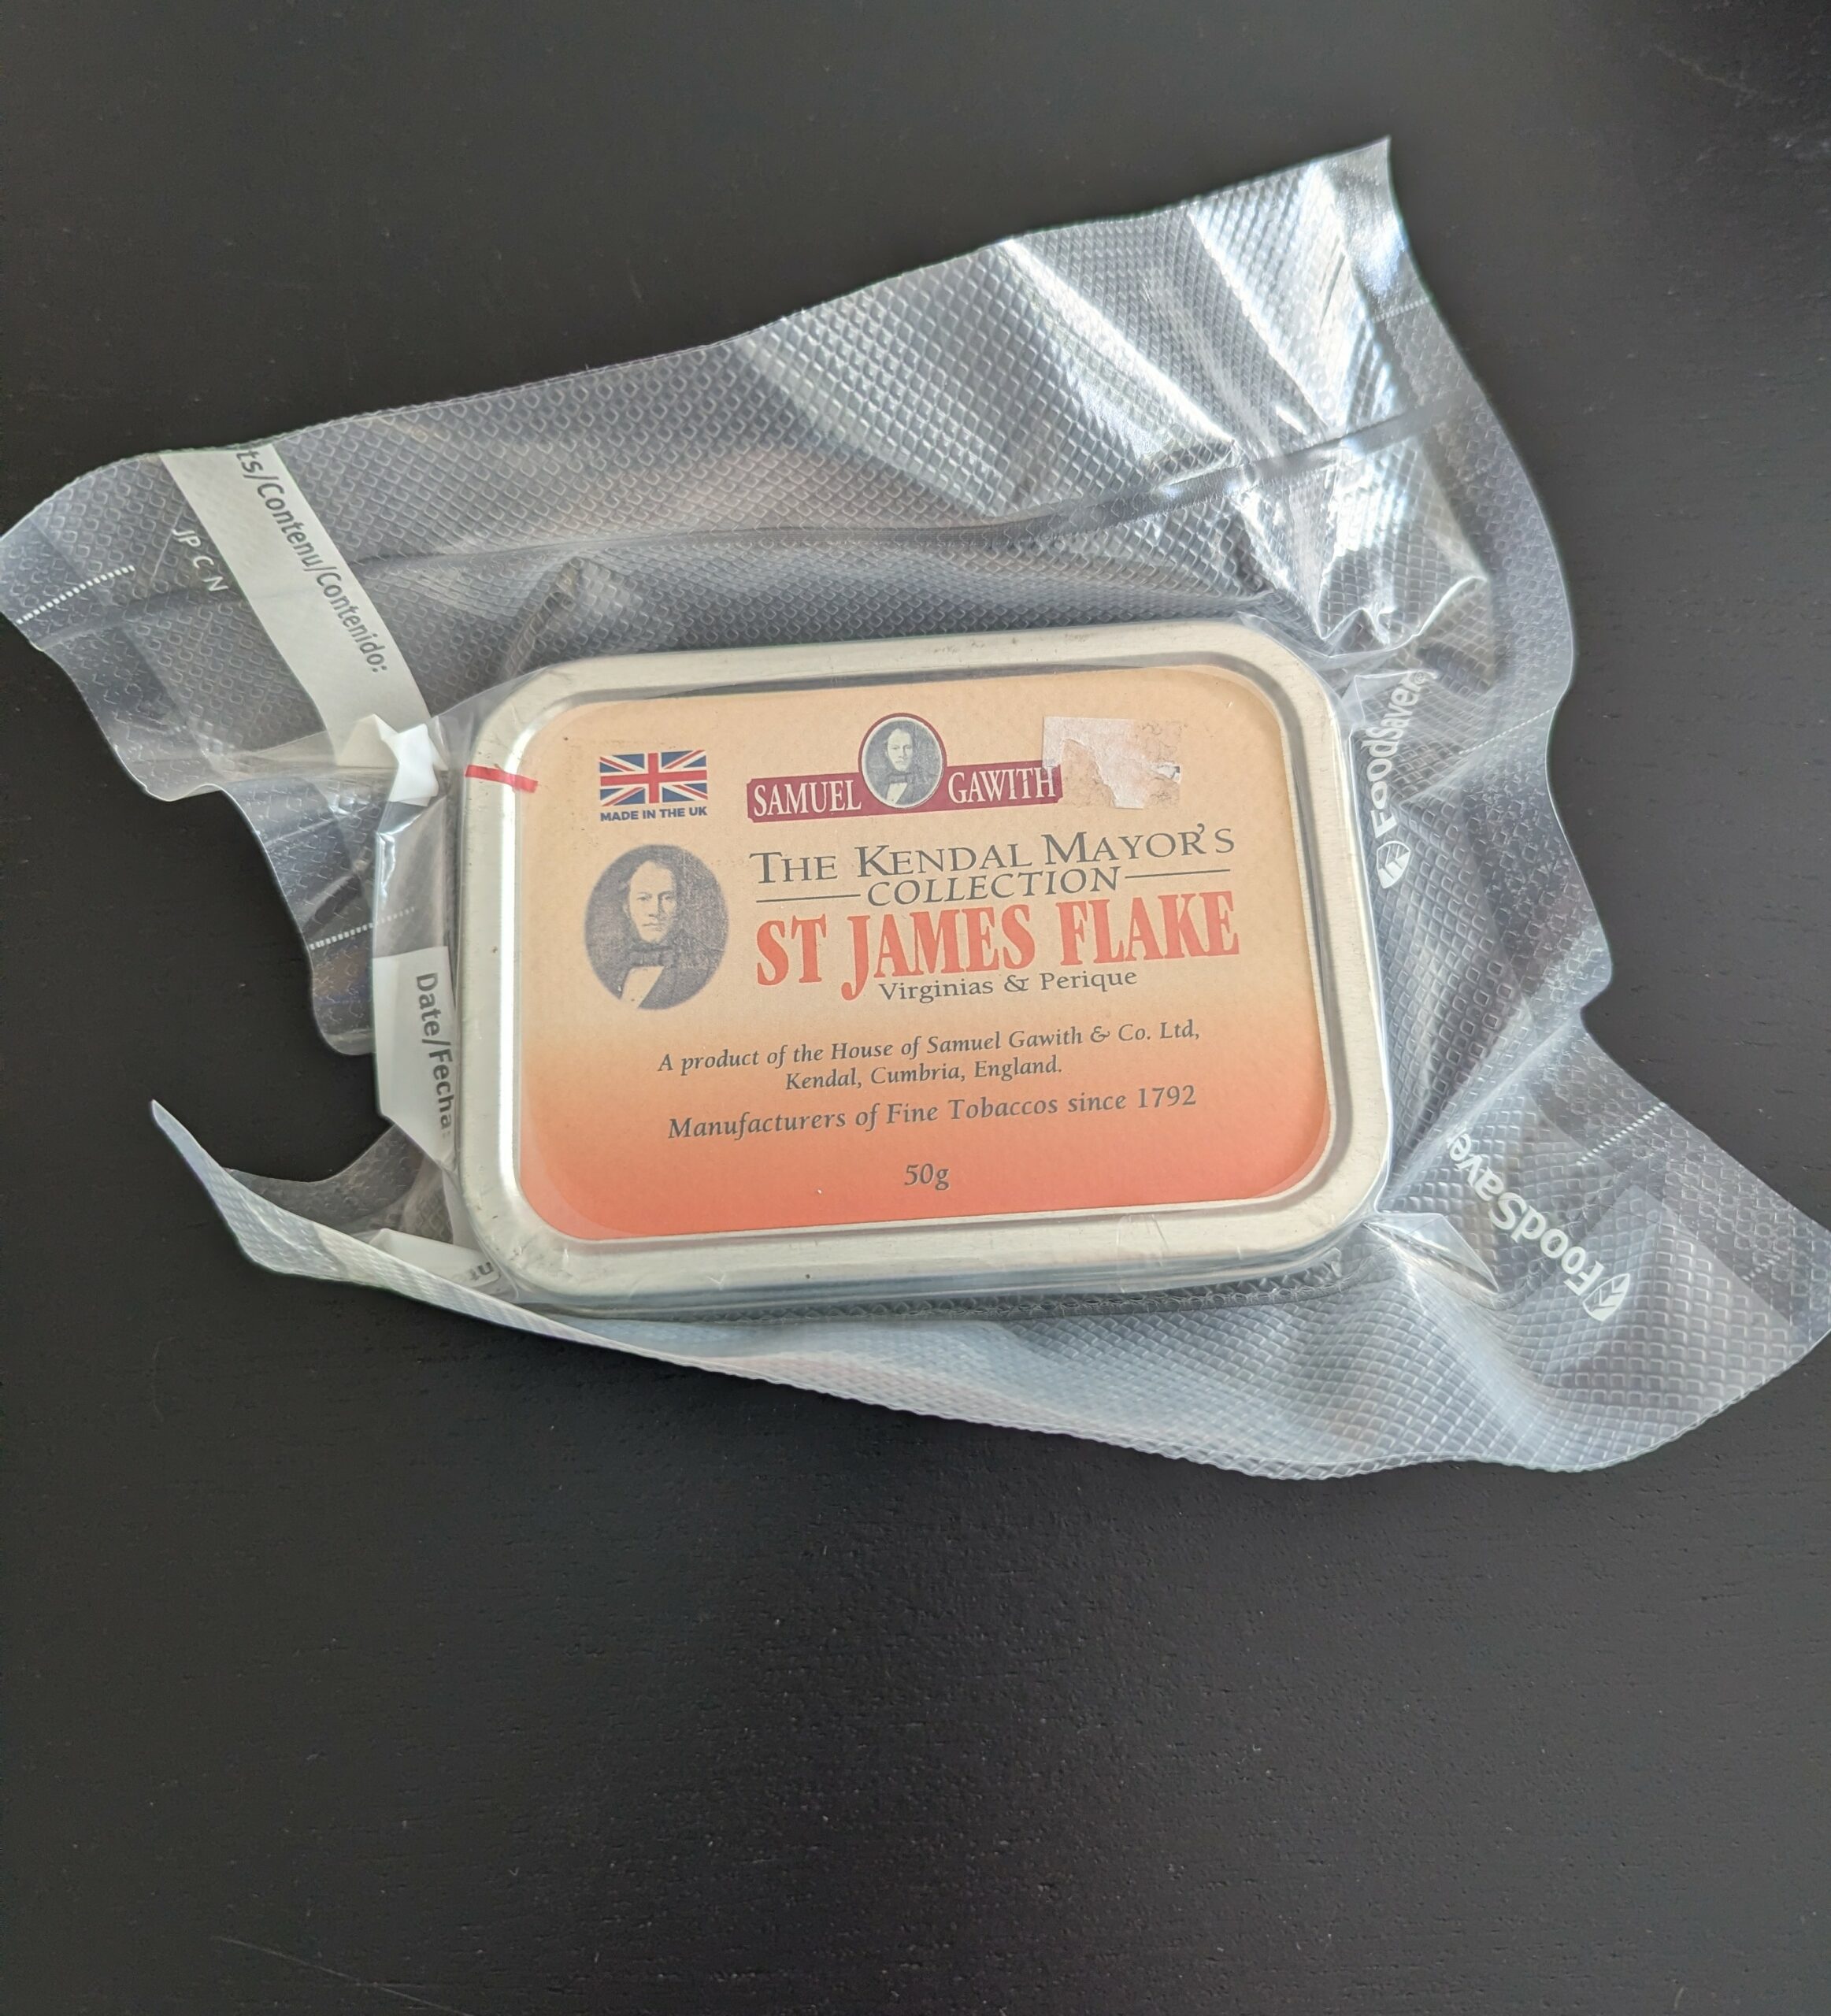 ts/Contenu/Contenido:
JP C N
FoodSaver
MADE IN THE UK
SAMUEL GAWITH
THE KENDAL MAYOR'S
COLLECTION
ST JAMES FLAKE
Virginias & Perique
A product of the House of Samuel Gawith & Co. Ltd,
Kendal, Cumbria, England.
Manufacturers of Fine Tobaccos since 1792
50g
Date/Fecha:
FoodSaver